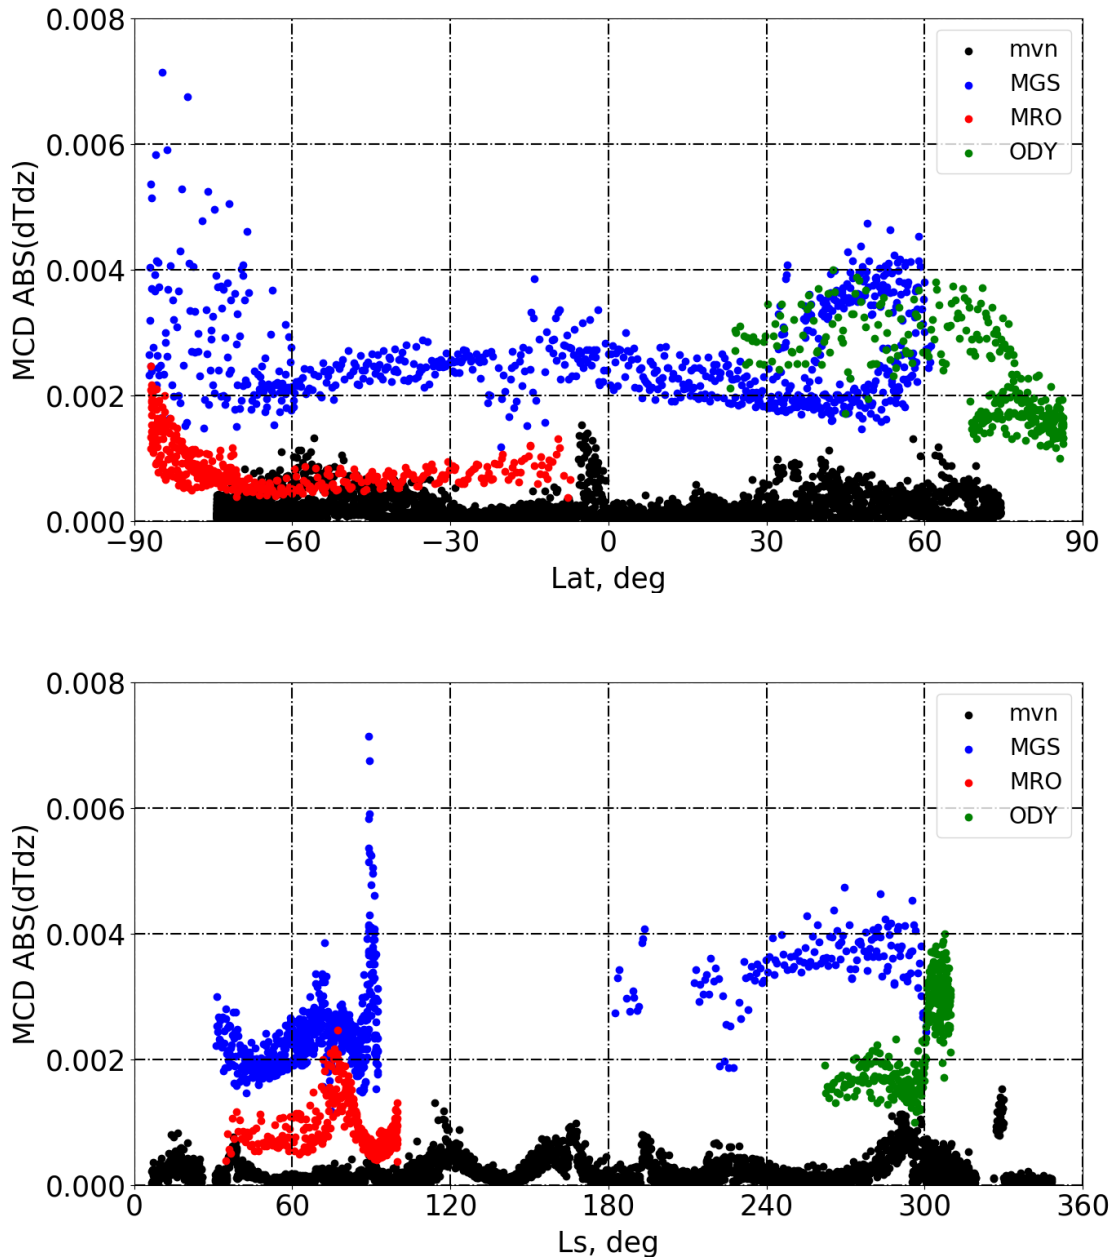 0.008
0.006
0.004
0.002
0.000
MCD ABS(dTdz)
mvn
MGS
MRO
ODY
−90 −60 −30 0 30 60 90
Lat, deg
0.008
0.006
0.004
0.002
0.000
MCD ABS(dTdz)
mvn
MGS
MRO
ODY
0 60 120 180 240 300 360
Ls, deg